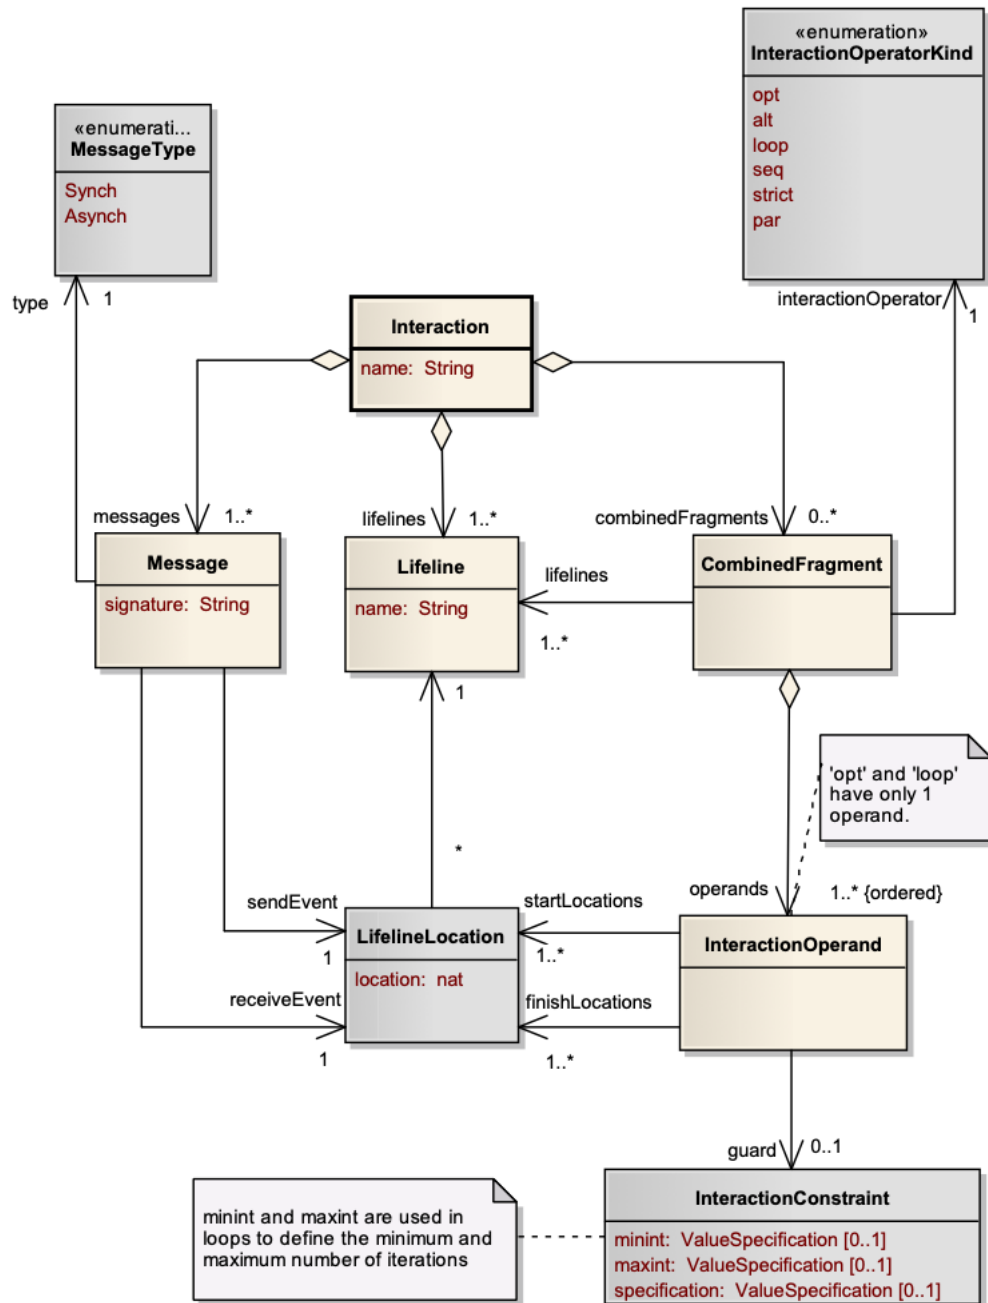 «enumeration»
InteractionOperatorKind
opt
alt
loop
seq
strict
par
«enumerati...
MessageType
Synch
Asynch
type
1
interactionOperator
1
Interaction
name: String
messages
1..*
lifelines
1..*
combinedFragments
0..*
Message
signature: String
Lifeline
name: String
lifelines
1..*
CombinedFragment
1
'opt' and 'loop'
have only 1
operand.
*
sendEvent
1
startLocations
1..*
operands
1..* {ordered}
LifelineLocation
location: nat
InteractionOperand
receiveEvent
1
finishLocations
1..*
guard
0..1
minint and maxint are used in
loops to define the minimum and
maximum number of iterations
InteractionConstraint
minint: ValueSpecification [0..1]
maxint: ValueSpecification [0..1]
specification: ValueSpecification [0..1]